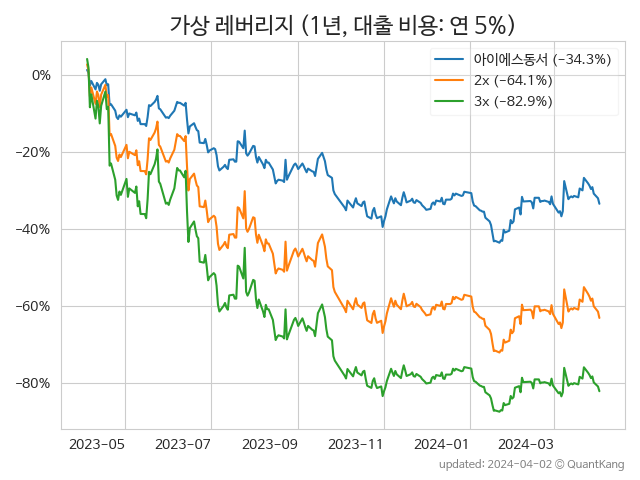 가상 레버리지 (1년, 대출 비용: 연 5%)
아이에스동서 (−34.3%)
2x (−64.1%)
3x (−82.9%)
0%
−20%
−40%
−60%
−80%
2023−05 2023−07 2023−09 2023−11 2024−01 2024−03
updated: 2024−04−02 © QuantKang